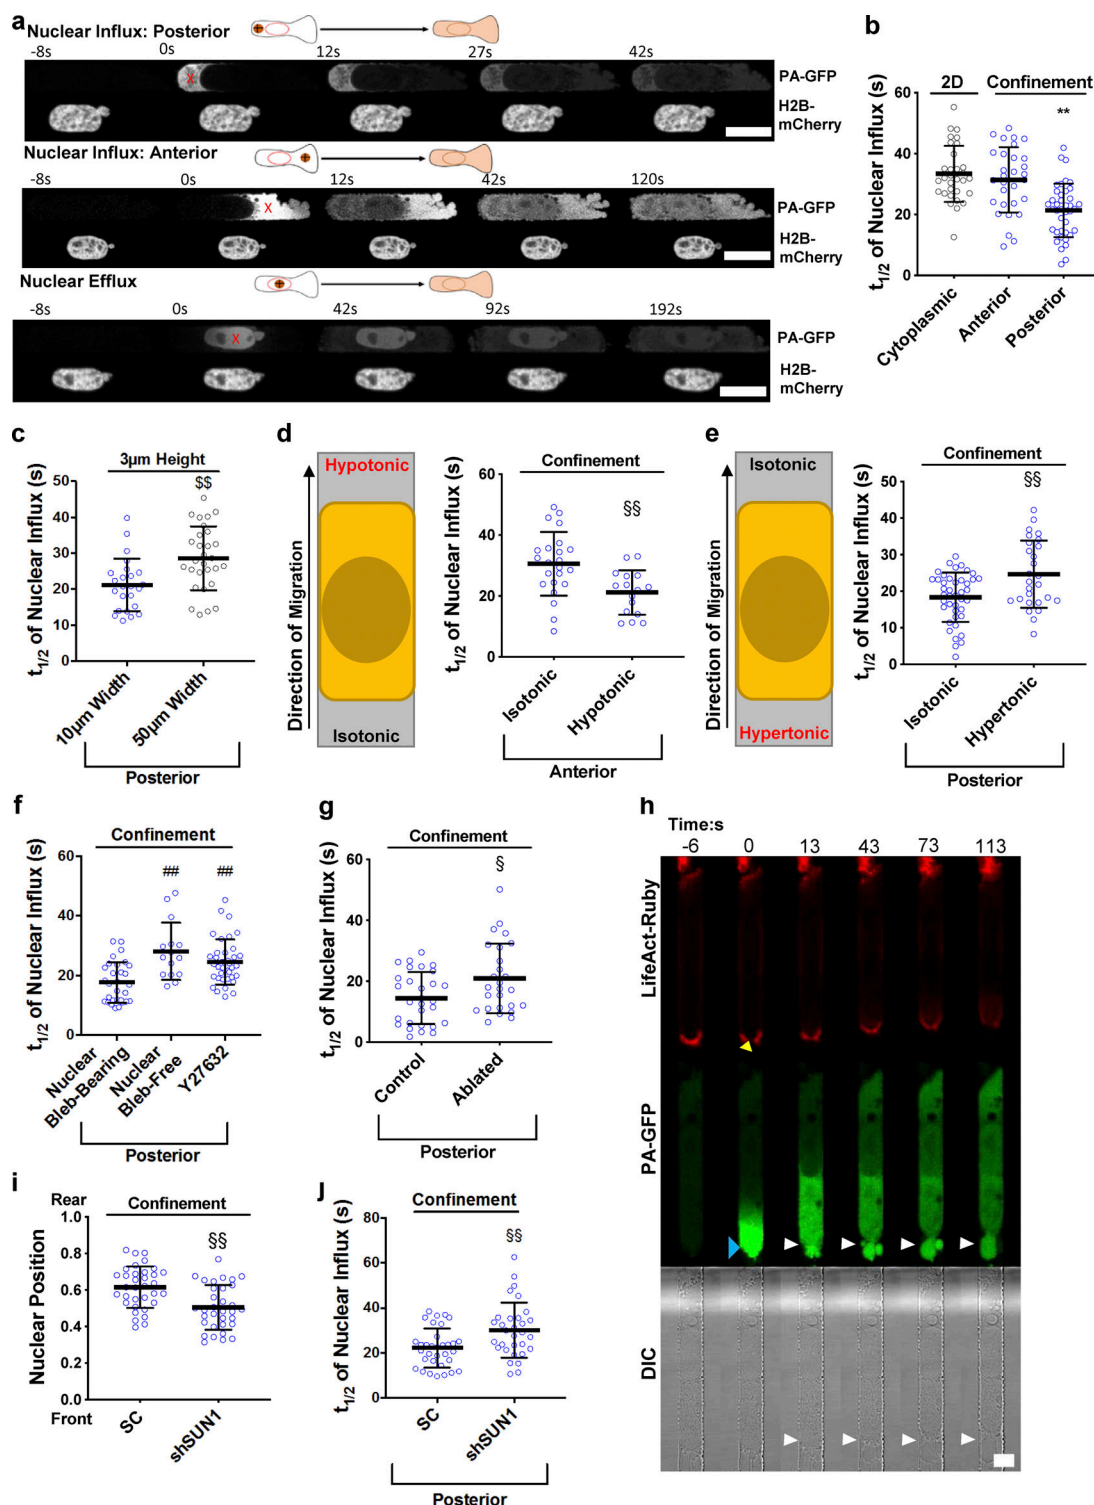 a
Nuclear Influx: Posterior
-8s 0s 12s 27s 42s
X
PA-GFP
H2B-
mCherry
Nuclear Influx: Anterior
-8s 0s 12s 42s 120s
X
PA-GFP
H2B-
mCherry
Nuclear Efflux
-8s 0s 42s 92s 192s
X
PA-GFP
H2B-
mCherry
b
2D Confinement
**
t1/2 of Nuclear Influx (s)
60
40
20
0
Cytoplasmic
Anterior
Posterior
c
3µm Height
$$
t1/2 of Nuclear Influx (s)
50
40
30
20
10
0
10µm Width
50µm Width
Posterior
d
Direction of Migration
Hypotonic
Isotonic
Confinement
§§
t1/2 of Nuclear Influx (s)
60
40
20
0
Isotonic
Hypotonic
Anterior
e
Direction of Migration
Isotonic
Hypertonic
Confinement
§§
t1/2 of Nuclear Influx (s)
50
40
30
20
10
0
Isotonic
Hypertonic
Posterior
f
Confinement
## ##
t1/2 of Nuclear Influx (s)
60
40
20
0
Nuclear
Bleb-Bearing
Nuclear
Bleb-Free
Y27632
Posterior
g
Confinement
§
t1/2 of Nuclear Influx (s)
60
40
20
0
Control
Ablated
Posterior
h
Time:s
-6 0 13 43 73 113
LifeAct-Ruby
PA-GFP
DIC
i
Rear
Confinement
§§
Nuclear Position
1.0
0.8
0.6
0.4
0.2
0.0
Front
SC
shSUN1
j
Confinement
§§
t1/2 of Nuclear Influx (s)
80
60
40
20
0
SC
shSUN1
Posterior